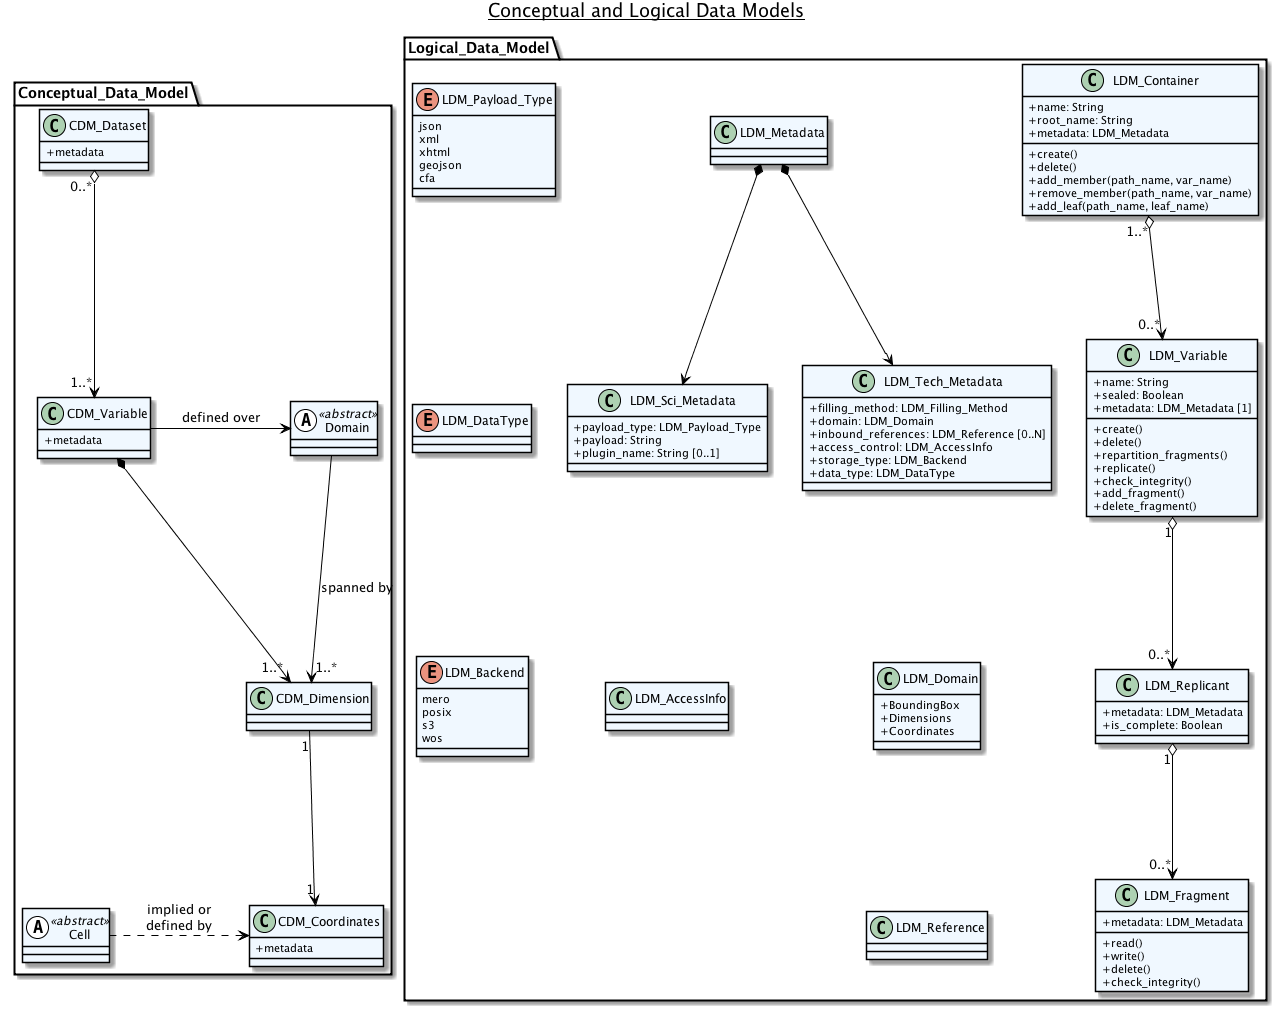 Conceptual and Logical Data Models
Conceptual_Data_Model
C CDM_Dataset
+metadata
0..*
1..*
C CDM_Variable
+metadata
defined over
A «abstract»
Domain
spanned by
1..*
1..*
C CDM_Dimension
1
1
A «abstract»
Cell
implied or
defined by
C CDM_Coordinates
+metadata
Logical_Data_Model
E LDM_Payload_Type
json
xml
xhtml
geojson
cfa
C LDM_Metadata
C LDM_Container
+name: String
+root_name: String
+metadata: LDM_Metadata
+create()
+delete()
+add_member(path_name, var_name)
+remove_member(path_name, var_name)
+add_leaf(path_name, leaf_name)
1..*
0..*
E LDM_DataType
C LDM_Sci_Metadata
+payload_type: LDM_Payload_Type
+payload: String
+plugin_name: String [0..1]
C LDM_Tech_Metadata
+filling_method: LDM_Filling_Method
+domain: LDM_Domain
+inbound_references: LDM_Reference [0..N]
+access_control: LDM_AccessInfo
+storage_type: LDM_Backend
+data_type: LDM_DataType
C LDM_Variable
+name: String
+sealed: Boolean
+metadata: LDM_Metadata [1]
+create()
+delete()
+repartition_fragments()
+replicate()
+check_integrity()
+add_fragment()
+delete_fragment()
1
0..*
E LDM_Backend
mero
posix
s3
wos
C LDM_AccessInfo
C LDM_Domain
+BoundingBox
+Dimensions
+Coordinates
C LDM_Replicant
+metadata: LDM_Metadata
+is_complete: Boolean
1
0..*
C LDM_Reference
C LDM_Fragment
+metadata: LDM_Metadata
+read()
+write()
+delete()
+check_integrity()